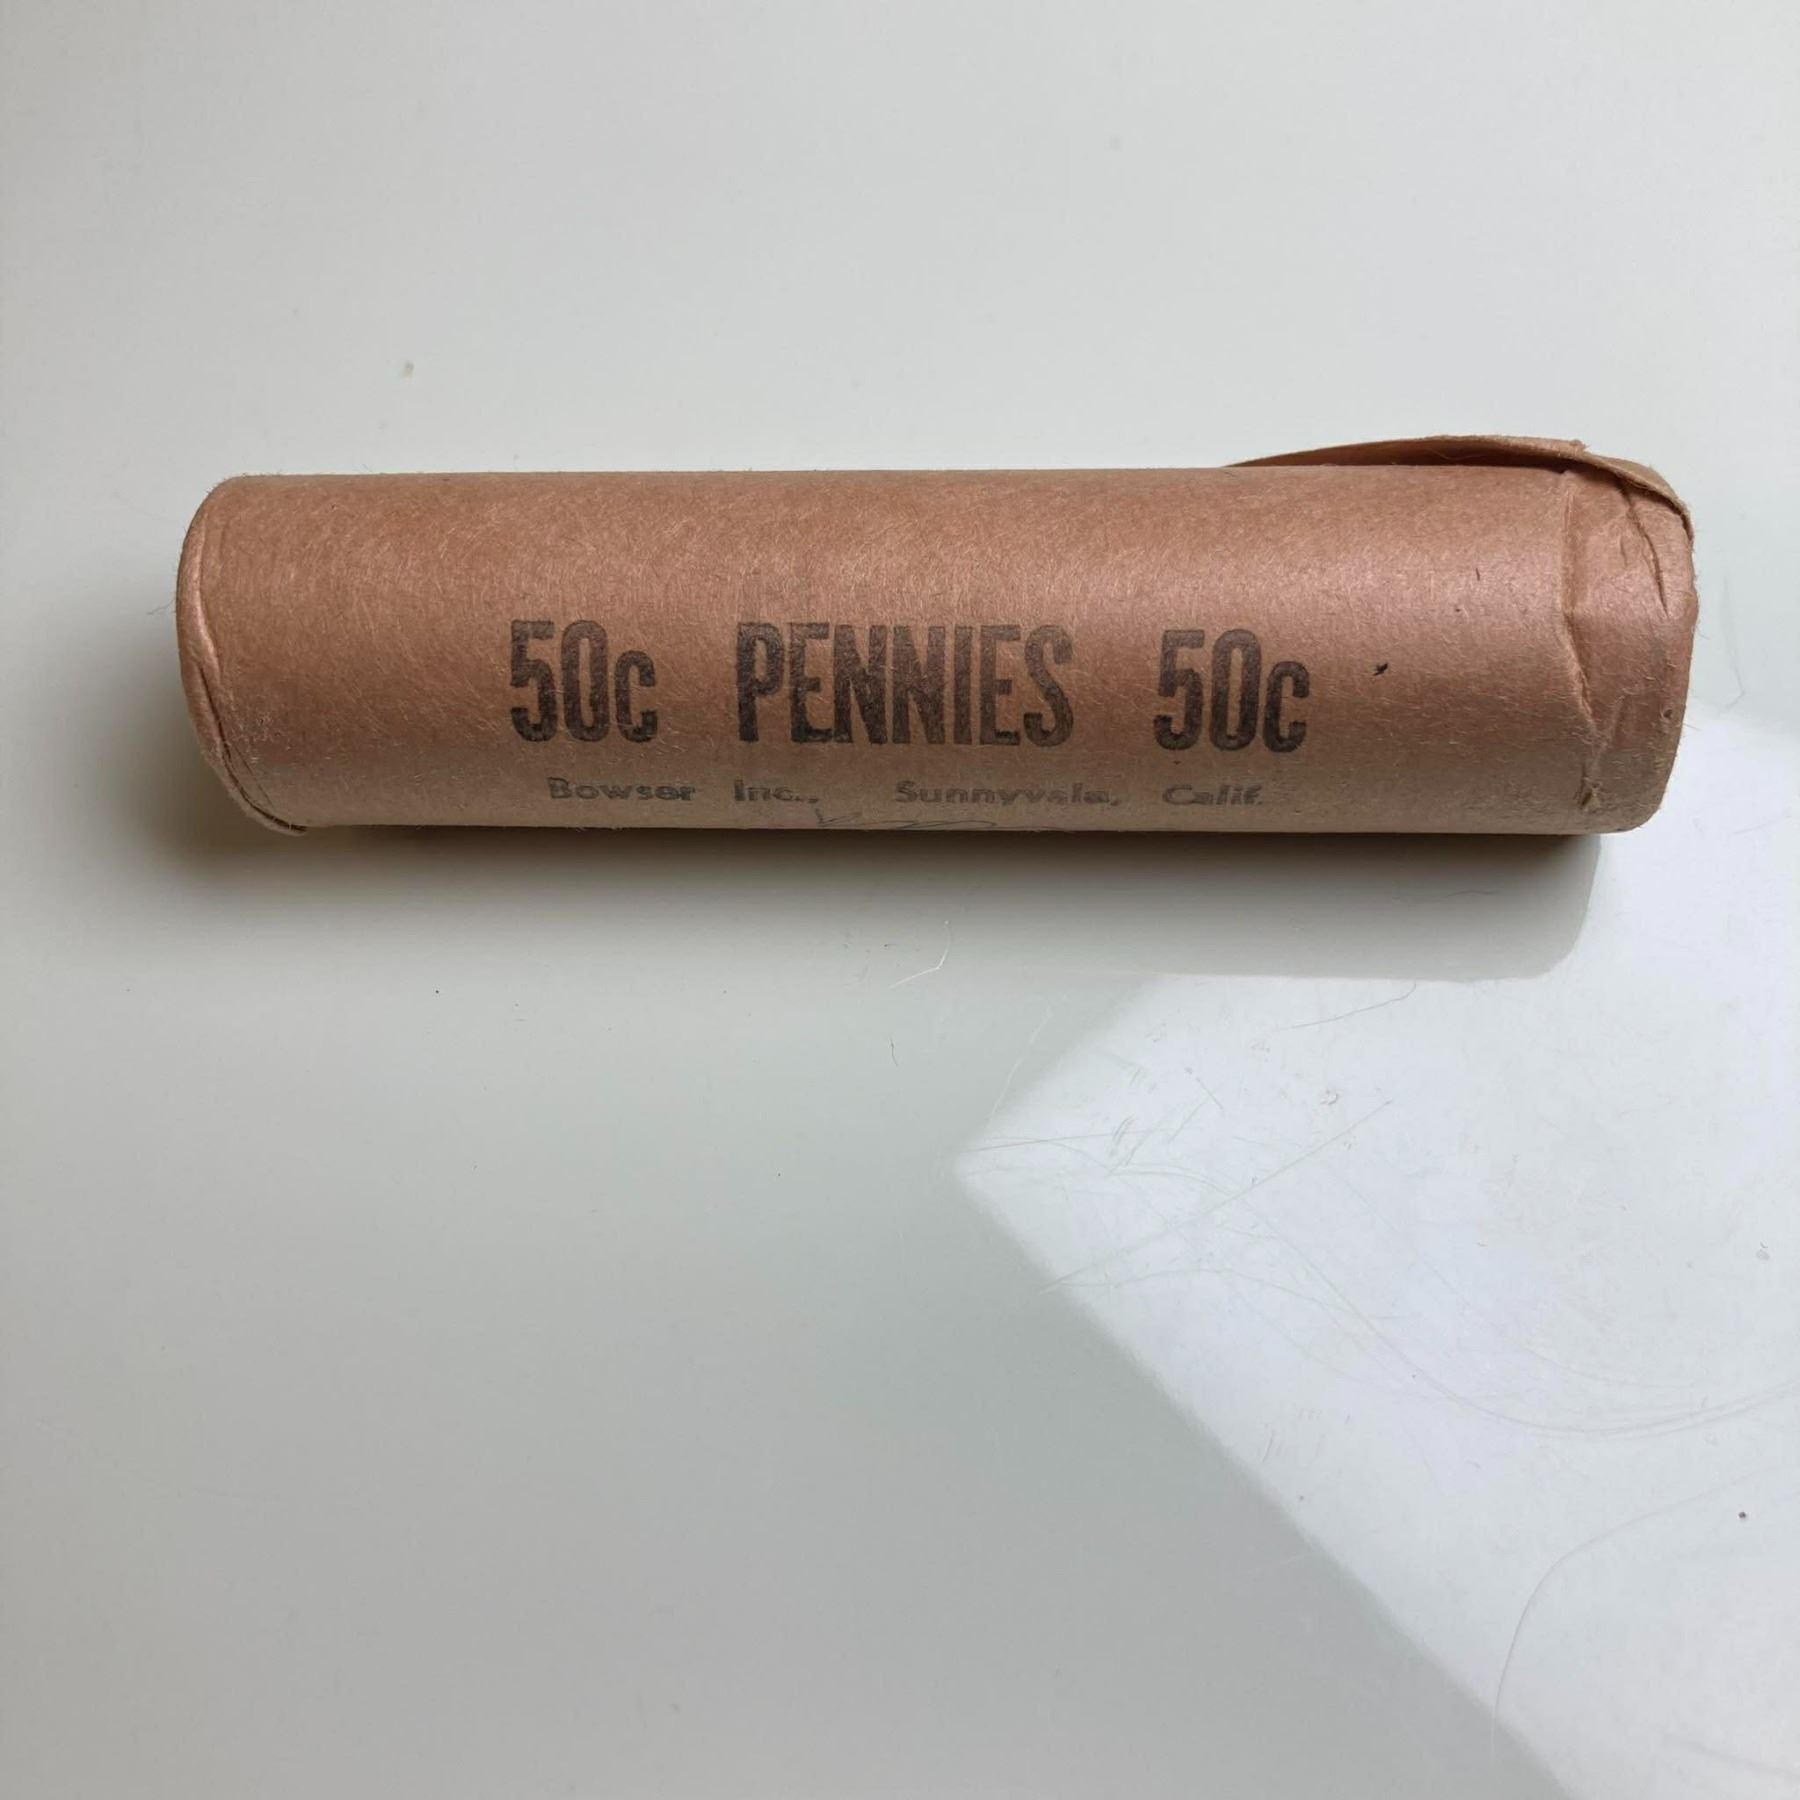 50c PENNIES 50c
Bowser Inc., Sunnyvale, Calif.